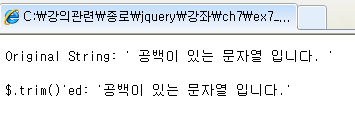 C:￦강의관련￦종로￦jquery￦강좌￦ch7￦ex7_...
Original String: ' 공백이 있는 문자열 입니다. '
$.trim()'ed: '공백이 있는 문자열 입니다.'